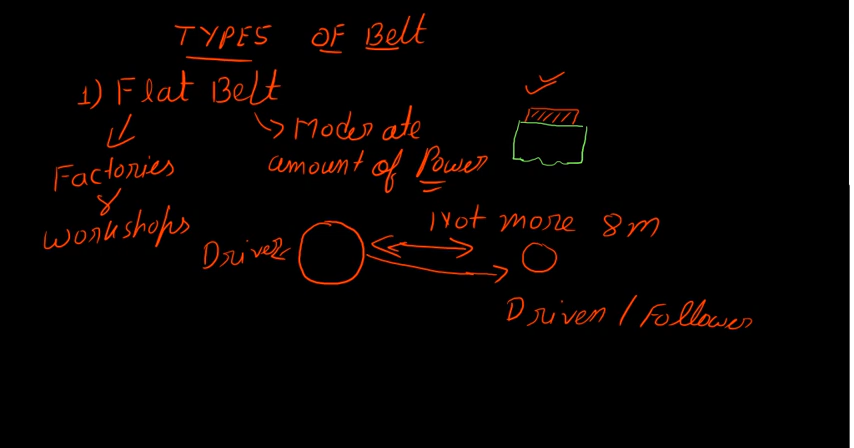 TYPES OF Belt
1) Flat Belt
Moderate
amount of Power
Factories
&
Workshops
Not more 8m
Driver
Driven / Follower